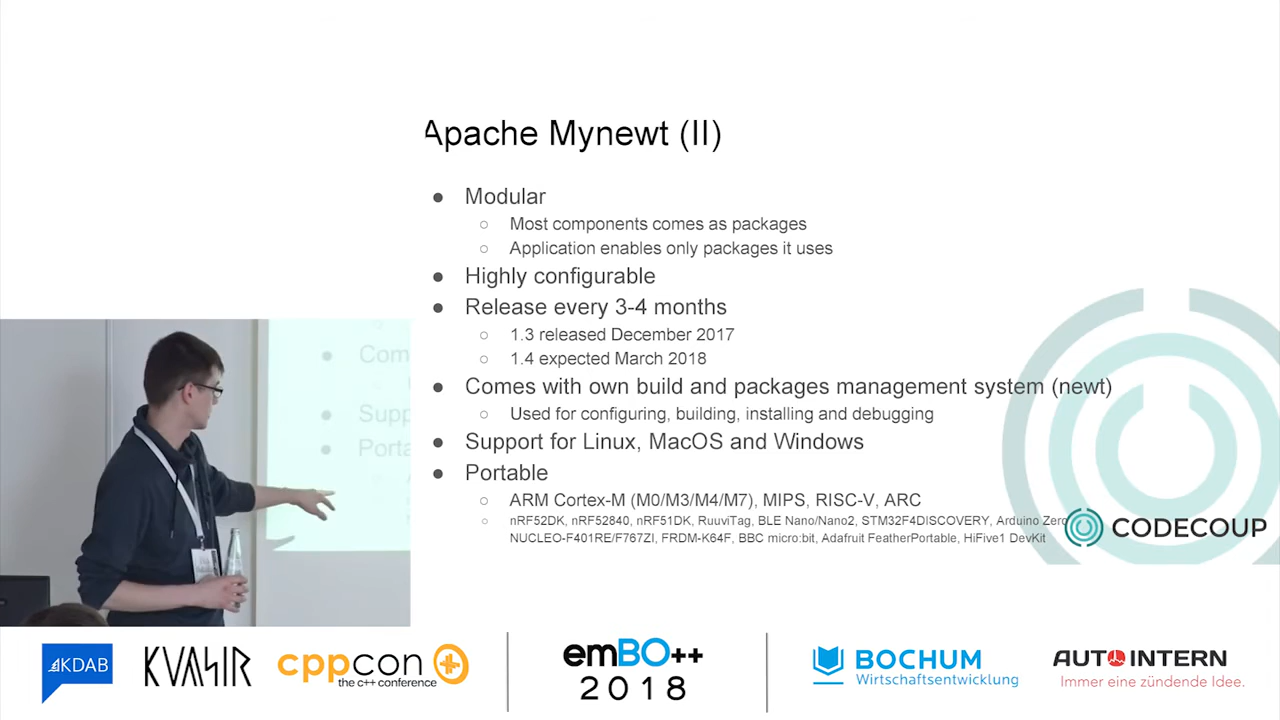 Apache Mynewt (II)
● Modular
○ Most components comes as packages
○ Application enables only packages it uses
● Highly configurable
● Release every 3-4 months
○ 1.3 released December 2017
○ 1.4 expected March 2018
● Comes with own build and packages management system (newt)
○ Used for configuring, building, installing and debugging
● Support for Linux, MacOS and Windows
● Portable
○ ARM Cortex-M (M0/M3/M4/M7), MIPS, RISC-V, ARC
○ nRF52DK, nRF52840, nRF51DK, RuuviTag, BLE Nano/Nano2, STM32F4DISCOVERY, Arduino Zero
NUCLEO-F401RE/F767ZI, FRDM-K64F, BBC micro:bit, Adafruit FeatherPortable, HiFive1 DevKit
CODECOUP
Com
Supp
Porta
KDAB
KVASIR
cppcon
the c++ conference
emBO++
2018
BOCHUM
Wirtschaftsentwicklung
AUTOINTERN
Immer eine zündende Idee.